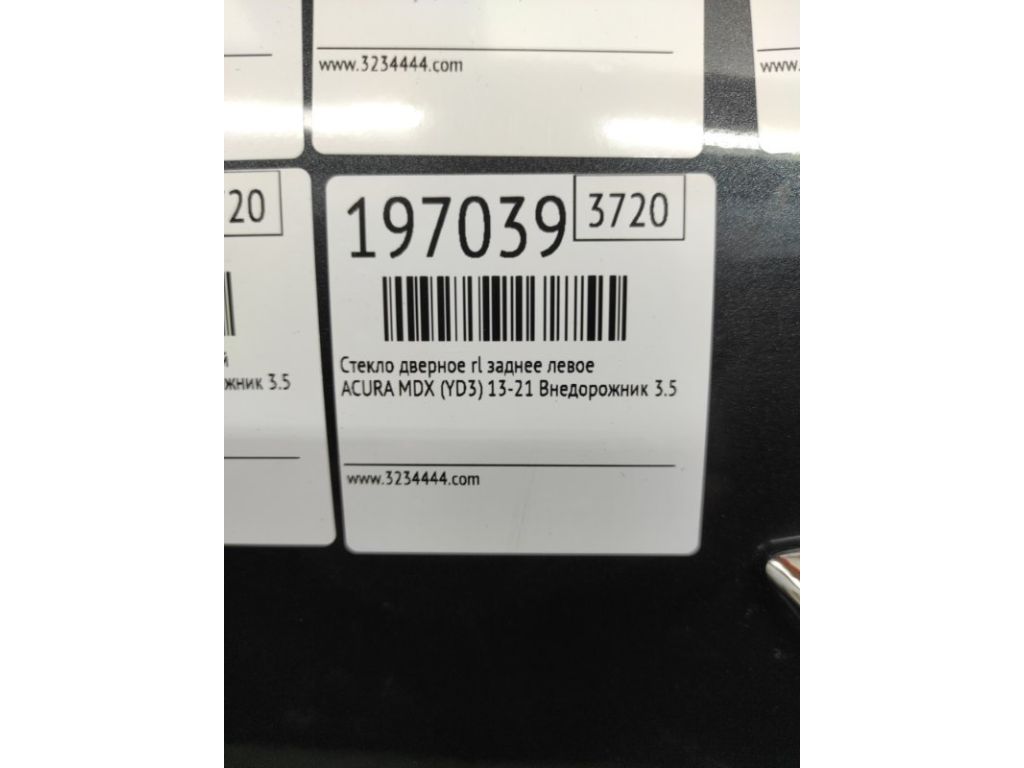 www.3234444.com
www.
20
197039
3720
Стекло дверное rl заднее левое
ACURA MDX (YD3) 13-21 Внедорожник 3.5
й
жник 3.5
www.3234444.com